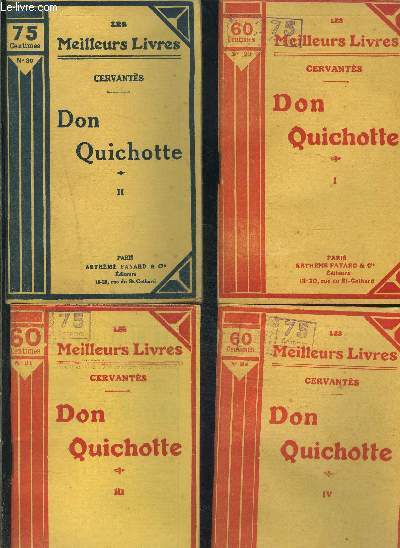 75
Centimes
LES
Meilleurs Livres
CERVANTÈS
Don
Quichotte
II
PARIS
ARTHÈME FAYARD & Cie
Éditeurs
18-20, rue du St-Gothard
60
Centimes
75
LES
Meilleurs Livres
CERVANTÈS
Don
Quichotte
I
PARIS
ARTHÈME FAYARD & Cie
Éditeurs
18-20, rue du St-Gothard
60
Centimes
75
LES
Meilleurs Livres
CERVANTÈS
Don
Quichotte
III
60
Centimes
75
LES
Meilleurs Livres
CERVANTÈS
Don
Quichotte
IV